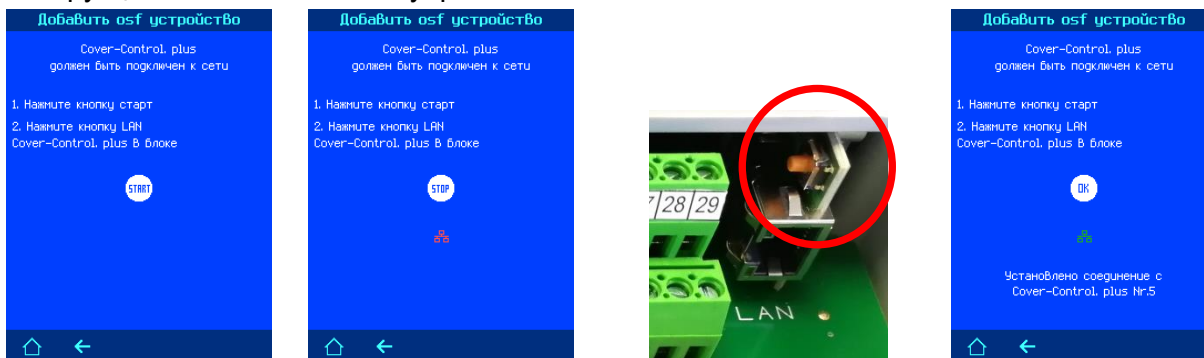 Добавить osf устройство
Cover-Control. plus
должен быть подключен к сети
1. Нажмите кнопку старт
2. Нажмите кнопку LAN
Cover-Control. plus в блоке
START
Добавить osf устройство
Cover-Control. plus
должен быть подключен к сети
1. Нажмите кнопку старт
2. Нажмите кнопку LAN
Cover-Control. plus в блоке
STOP
28 29
LAN
Добавить osf устройство
Cover-Control. plus
должен быть подключен к сети
1. Нажмите кнопку старт
2. Нажмите кнопку LAN
Cover-Control. plus в блоке
OK
Установлено соединение с
Cover-Control. plus Nr.5